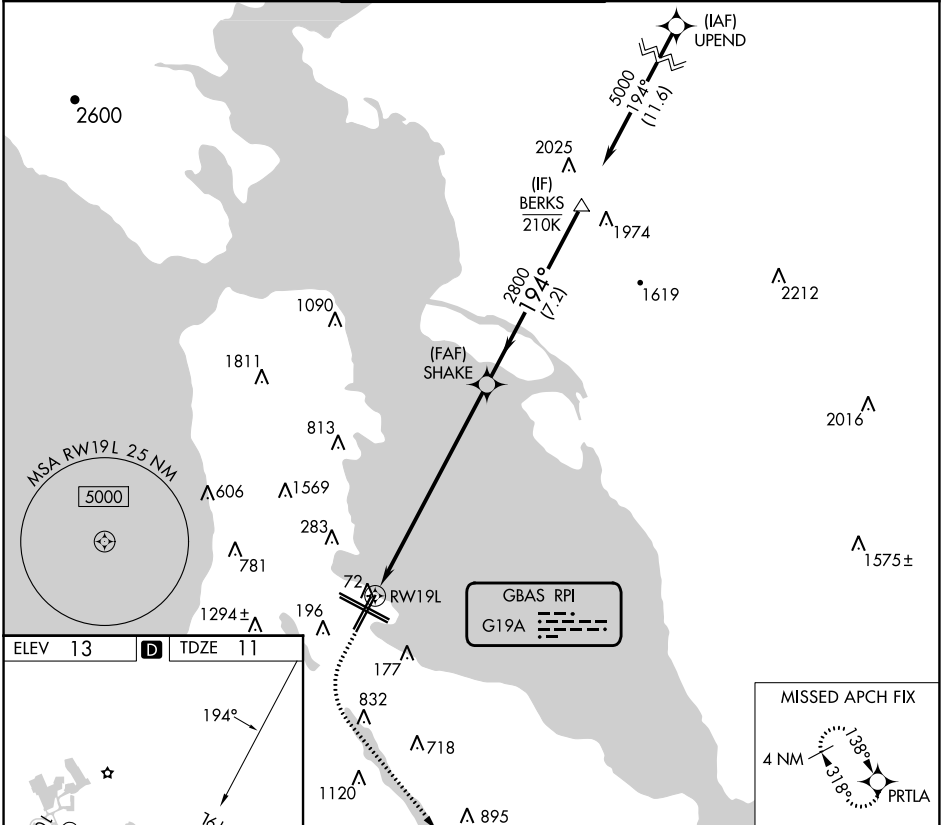 (IAF)
UPEND
5000
194°
(11.6)
2600
2025
(IF)
BERKS
210K
1974
2800
194°
(7.2)
1619
2212
1090
(FAF)
SHAKE
1811
2016
813
MSA RW19L 25 NM
5000
606
1569
283
781
1575±
72
RW19L
GBAS RPI
G19A
1294±
196
ELEV 13
D
TDZE 11
177
194°
832
718
1120
895
MISSED APCH FIX
4 NM
138°
318°
PRTLA